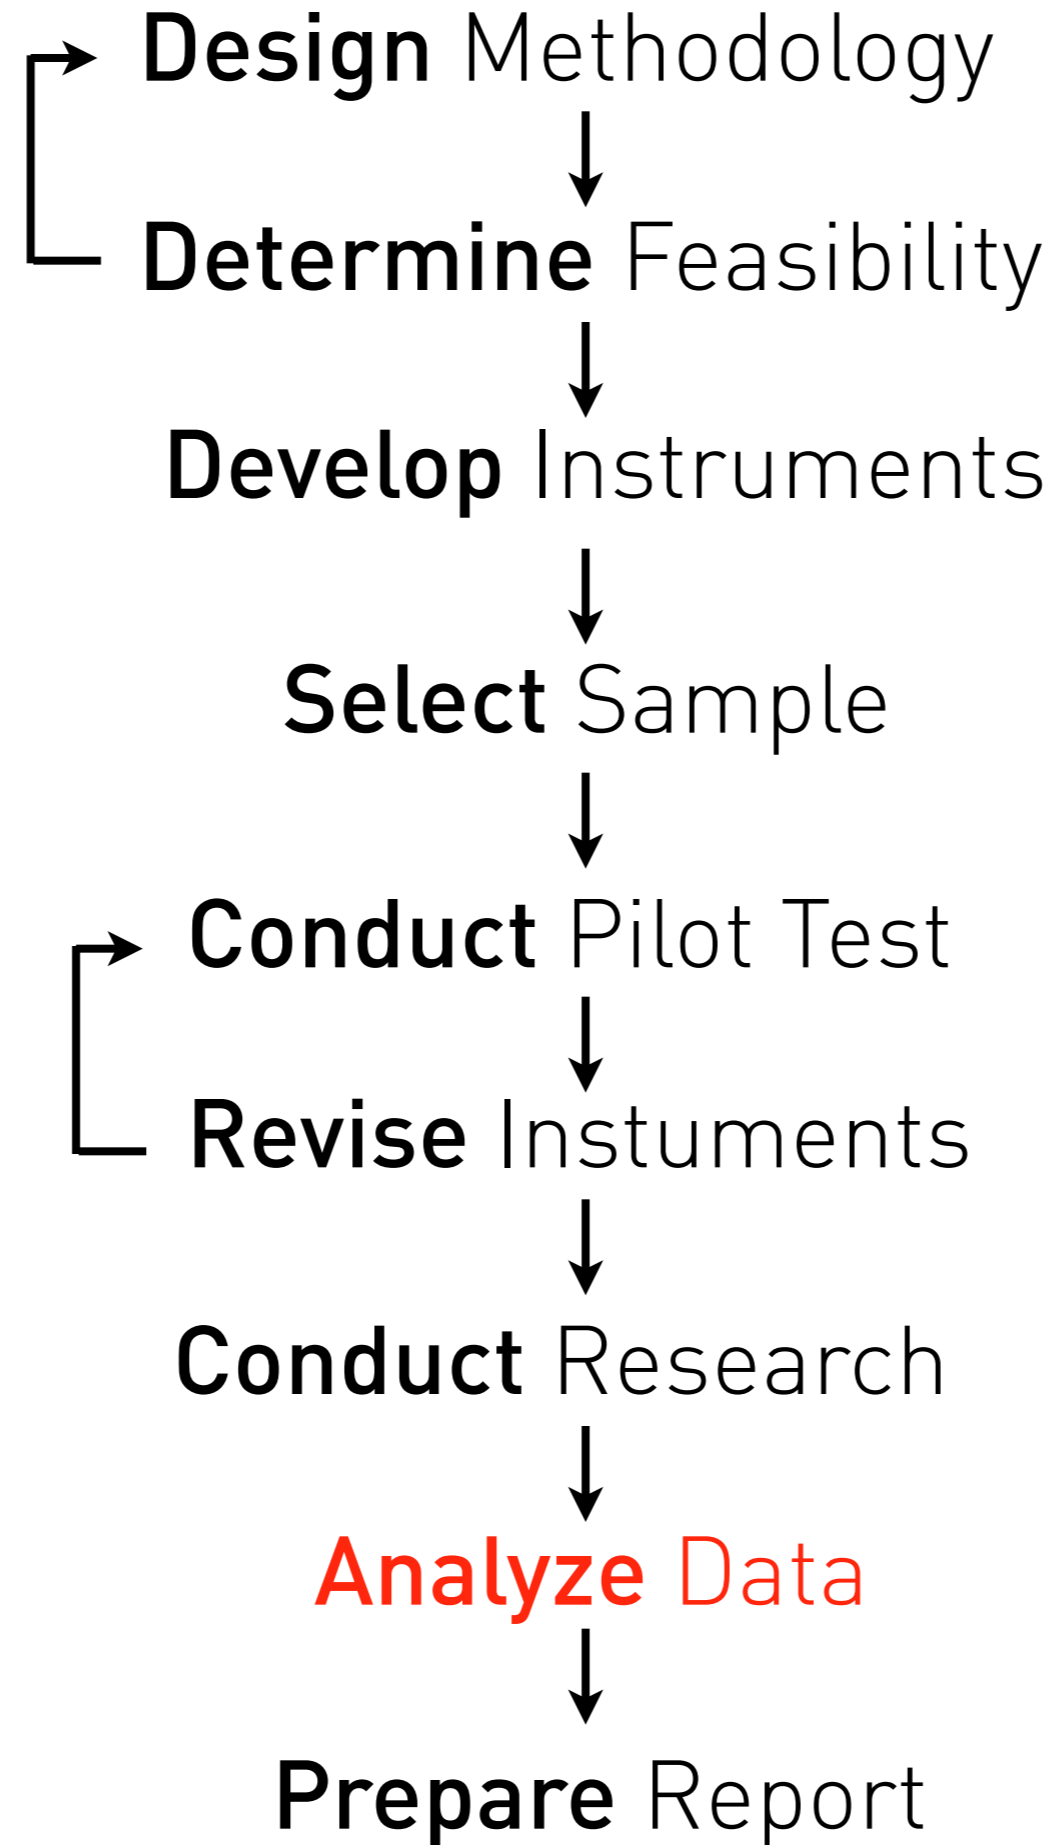 Design Methodology
Determine Feasibility
Develop Instruments
Select Sample
Conduct Pilot Test
Revise Instuments
Conduct Research
Analyze Data
Prepare Report